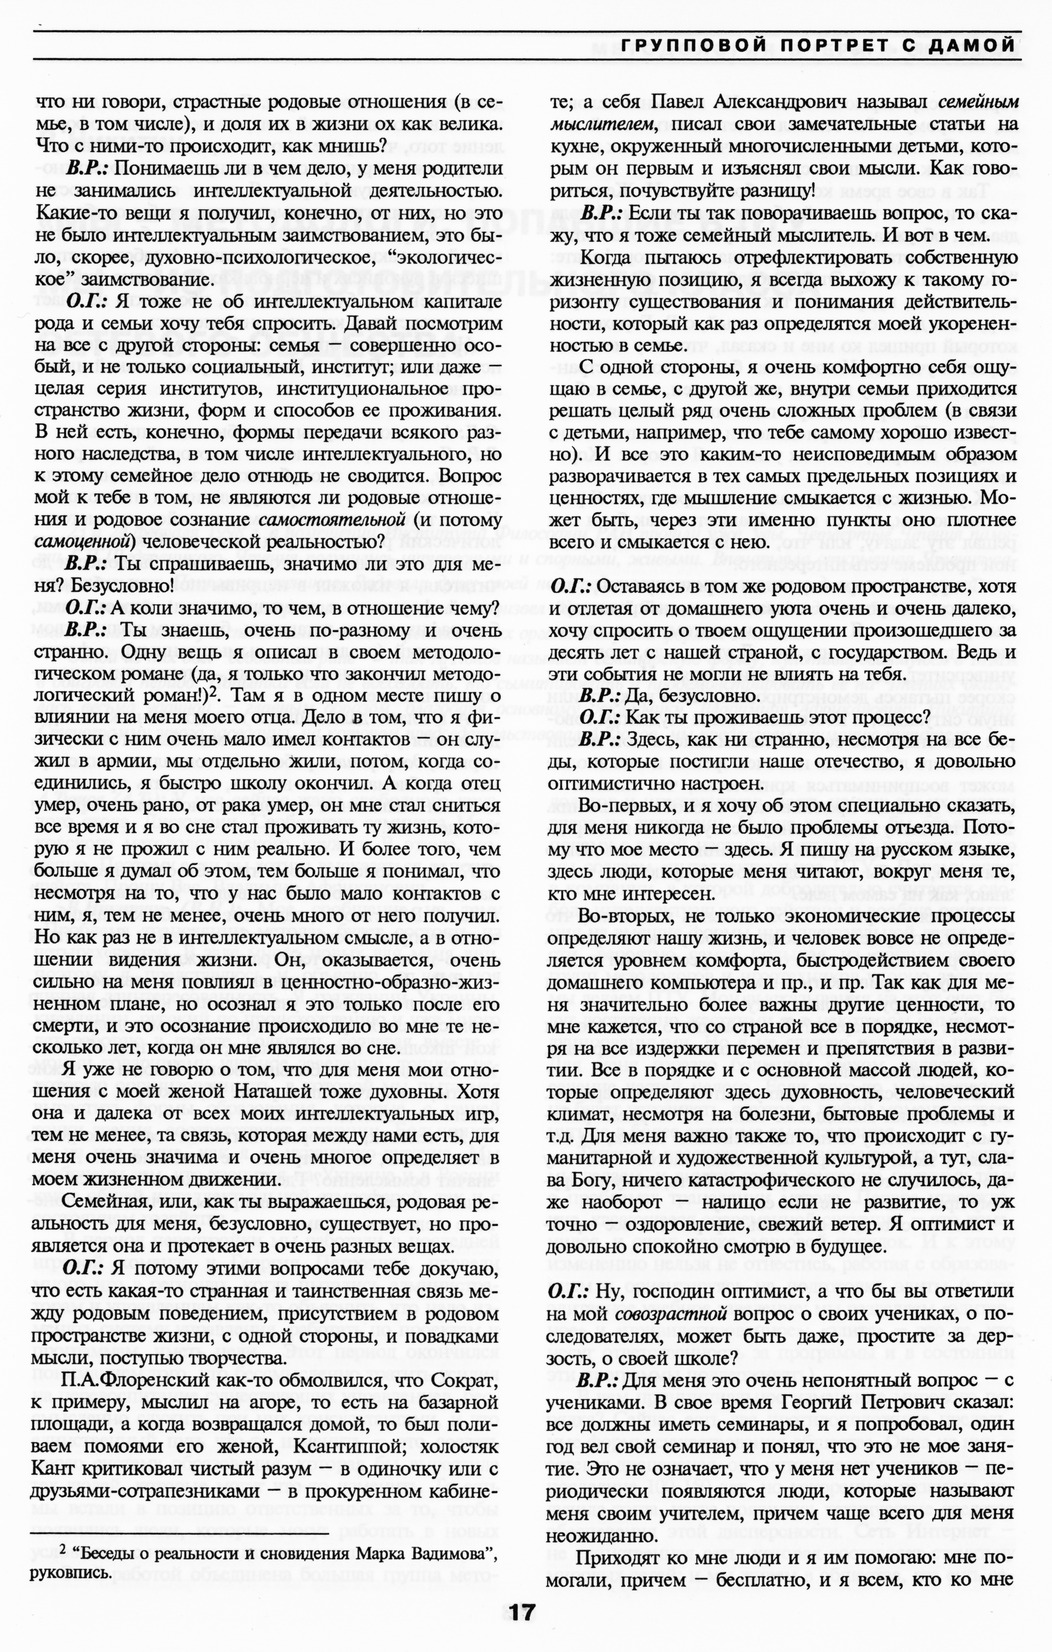 ГРУППОВОЙ ПОРТРЕТ С ДАМОЙ
что ни говори, страстные родовые отношения (в се-
мье, в том числе), и доля их в жизни ох как велика.
Что с ними-то происходит, как мнишь?
В.Р.: Понимаешь ли в чем дело, у меня родители
не занимались интеллектуальной деятельностью.
Какие-то вещи я получил, конечно, от них, но это
не было интеллектуальным заимствованием, это бы-
ло, скорее, духовно-психологическое, “экологичес-
кое” заимствование.
О.Г.: Я тоже не об интеллектуальном капитале
рода и семьи хочу тебя спросить. Давай посмотрим
на все с другой стороны: семья — совершенно осо-
бый, и не только социальный, институт; или даже —
целая серия институтов, институциональное про-
странство жизни, форм и способов ее проживания.
В ней есть, конечно, формы передачи всякого раз-
ного наследства, в том числе интеллектуального, но
к этому семейное дело отнюдь не сводится. Вопрос
мой к тебе в том, не являются ли родовые отноше-
ния и родовое сознание самостоятельной (и потому
самоценной) человеческой реальностью?
В.Р.: Ты спрашиваешь, значимо ли это для ме-
ня? Безусловно!
О.Г.: А коли значимо, то чем, в отношение чему?
В.Р.: Ты знаешь, очень по-разному и очень
странно. Одну вещь я описал в своем методоло-
гическом романе (да, я только что закончил методо-
логический роман!)2. Там я в одном месте пишу о
влиянии на меня моего отца. Дело в том, что я фи-
зически с ним очень мало имел контактов — он слу-
жил в армии, мы отдельно жили, потом, когда со-
единились, я быстро школу окончил. А когда отец
умер, очень рано, от рака умер, он мне стал сниться
все время и я во сне стал проживать ту жизнь, кото-
рую я не прожил с ним реально. И более того, чем
больше я думал об этом, тем больше я понимал, что
несмотря на то, что у нас было мало контактов с
ним, я, тем не менее, очень много от него получил.
Но как раз не в интеллектуальном смысле, а в отно-
шении видения жизни. Он, оказывается, очень
сильно на меня повлиял в ценностно-образно-жиз-
ненном плане, но осознал я это только после его
смерти, и это осознание происходило во мне те не-
сколько лет, когда он мне являлся во сне.
Я уже не говорю о том, что для меня мои отно-
шения с моей женой Наташей тоже духовны. Хотя
она и далека от всех моих интеллектуальных игр,
тем не менее, та связь, которая между нами есть, для
меня очень значима и очень многое определяет в
моем жизненном движении.
Семейная, или, как ты выражаешься, родовая ре-
альность для меня, безусловно, существует, но про-
является она и протекает в очень разных вещах.
О.Г.: Я потому этими вопросами тебе докучаю,
что есть какая-то странная и таинственная связь ме-
жду родовым поведением, присутствием в родовом
пространстве жизни, с одной стороны, и повадками
мысли, поступью творчества.
П.А.Флоренский как-то обмолвился, что Сократ,
к примеру, мыслил на агоре, то есть на базарной
площади, а когда возвращался домой, то был поли-
ваем помоями его женой, Ксантиппой; холостяк
Кант критиковал чистый разум — в одиночку или с
друзьями-сотрапезниками — в прокуренном кабине-
2 “Беседы о реальности и сновидения Марка Вадимова”,
руковпись.
те; а себя Павел Александрович называл семейным
мыслителем, писал свои замечательные статьи на
кухне, окруженный многочисленными детьми, кото-
рым он первым и изъяснял свои мысли. Как гово-
риться, почувствуйте разницу!
В.Р.: Если ты так поворачиваешь вопрос, то ска-
жу, что я тоже семейный мыслитель. И вот в чем.
Когда пытаюсь отрефлектировать собственную
жизненную позицию, я всегда выхожу к такому го-
ризонту существования и понимания действитель-
ности, который как раз определятся моей укоренен-
ностью в семье.
С одной стороны, я очень комфортно себя ощу-
щаю в семье, с другой же, внутри семьи приходится
решать целый ряд очень сложных проблем (в связи
с детьми, например, что тебе самому хорошо извест-
но). И все это каким-то неисповедимым образом
разворачивается в тех самых предельных позициях и
ценностях, где мышление смыкается с жизнью. Мо-
жет быть, через эти именно пункты оно плотнее
всего и смыкается с нею.
О.Г.: Оставаясь в том же родовом пространстве, хотя
и отлетая от домашнего уюта очень и очень далеко,
хочу спросить о твоем ощущении произошедшего за
десять лет с нашей страной, с государством. Ведь и
эти события не могли не влиять на тебя.
В.Р.: Да, безусловно.
О.Г.: Как ты проживаешь этот процесс?
В.Р.: Здесь, как ни странно, несмотря на все бе-
ды, которые постигли наше отечество, я довольно
оптимистично настроен.
Во-первых, и я хочу об этом специально сказать,
для меня никогда не было проблемы отъезда. Пото-
му что мое место — здесь. Я пишу на русском языке,
здесь люди, которые меня читают, вокруг меня те,
кто мне интересен.
Во-вторых, не только экономические процессы
определяют нашу жизнь, и человек вовсе не опреде-
ляется уровнем комфорта, быстродействием своего
домашнего компьютера и пр., и пр. Так как для ме-
ня значительно более важны другие ценности, то
мне кажется, что со страной все в порядке, несмот-
ря на все издержки перемен и препятствия в разви-
тии. Все в порядке и с основной массой людей, ко-
торые определяют здесь духовность, человеческий
климат, несмотря на болезни, бытовые проблемы и
т.д. Для меня важно также то, что происходит с гу-
манитарной и художественной культурой, а тут, сла-
ва Богу, ничего катастрофического не случилось, да-
же наоборот — налицо если не развитие, то уж
точно — оздоровление, свежий ветер. Я оптимист и
довольно спокойно смотрю в будущее.
О.Г.: Ну, господин оптимист, а что бы вы ответили
на мой совозрастной вопрос о своих учениках, о по-
следователях, может быть даже, простите за дер-
зость, о своей школе?
В.Р.: Для меня это очень непонятный вопрос — с
учениками. В свое время Георгий Петрович сказал:
все должны иметь семинары, и я попробовал, один
год вел свой семинар и понял, что это не мое заня-
тие. Это не означает, что у меня нет учеников — пе-
риодически появляются люди, которые называют
меня своим учителем, причем чаще всего для меня
неожиданно.
Приходят ко мне люди и я им помогаю: мне по-
могали, причем — бесплатно, и я всем, кто ко мне
17